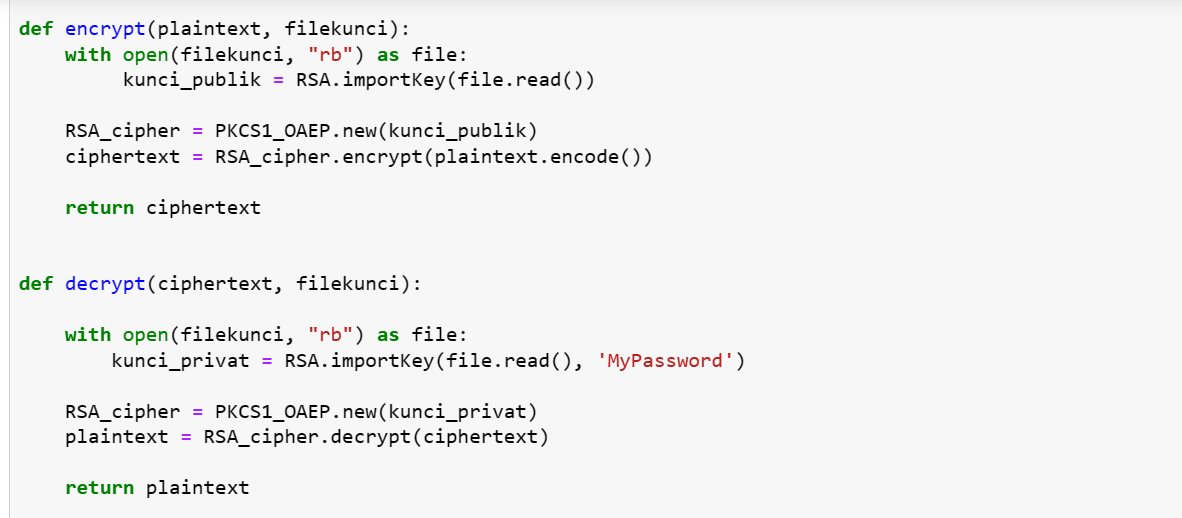 def encrypt(plaintext, filekunci):
    with open(filekunci, "rb") as file:
         kunci_publik = RSA.importKey(file.read())
    RSA_cipher = PKCS1_OAEP.new(kunci_publik)
    ciphertext = RSA_cipher.encrypt(plaintext.encode())
    return ciphertext
def decrypt(ciphertext, filekunci):
    with open(filekunci, "rb") as file:
        kunci_privat = RSA.importKey(file.read(), 'MyPassword')
    RSA_cipher = PKCS1_OAEP.new(kunci_privat)
    plaintext = RSA_cipher.decrypt(ciphertext)
    return plaintext